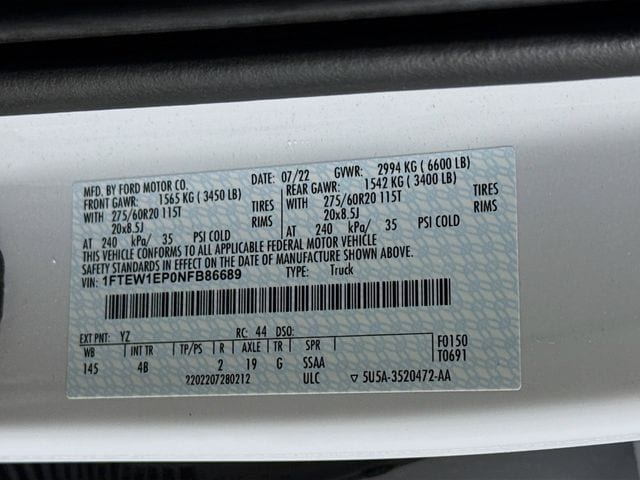 MFD. BY FORD MOTOR CO. DATE: 07/22 GVWR: 2994 KG ( 6600 LB)
FRONT GAWR: 1565 KG ( 3450 LB) REAR GAWR: 1542 KG ( 3400 LB)
WITH 275/60R20 115T TIRES WITH 275/60R20 115T TIRES
20x8.5J RIMS 20x8.5J RIMS
AT 240 kPa/ 35 PSI COLD AT 240 kPa/ 35 PSI COLD
THIS VEHICLE CONFORMS TO ALL APPLICABLE FEDERAL MOTOR VEHICLE
SAFETY STANDARDS IN EFFECT ON THE DATE OF MANUFACTURE SHOWN ABOVE.
VIN: 1FTEW1EP0NFB86689 TYPE: Truck
EXT PNT: YZ RC: 44 DSO: F0150
WB INT TR TP/PS R AXLE TR SPR T0691
145 4B 2 19 G SSAA
2202207280212 ULC ▽ 5U5A-3520472-AA